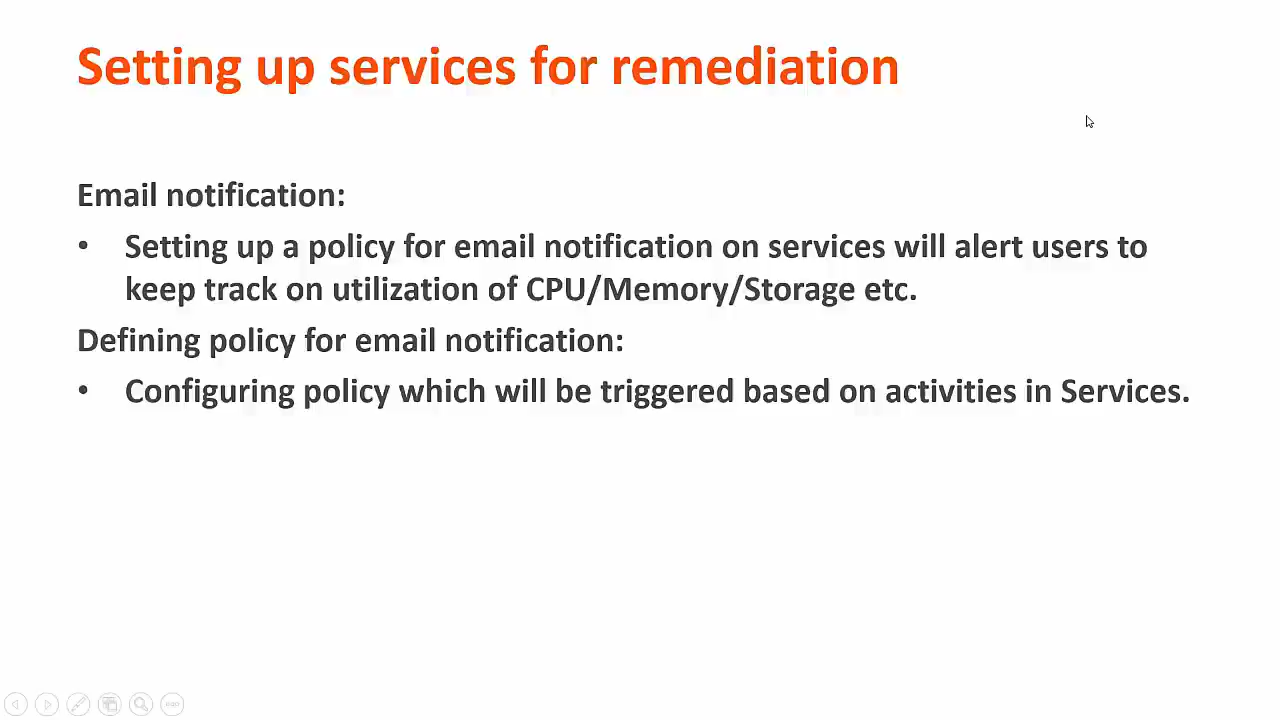 Setting up services for remediation
Email notification:
• Setting up a policy for email notification on services will alert users to
keep track on utilization of CPU/Memory/Storage etc.
Defining policy for email notification:
• Configuring policy which will be triggered based on activities in Services.